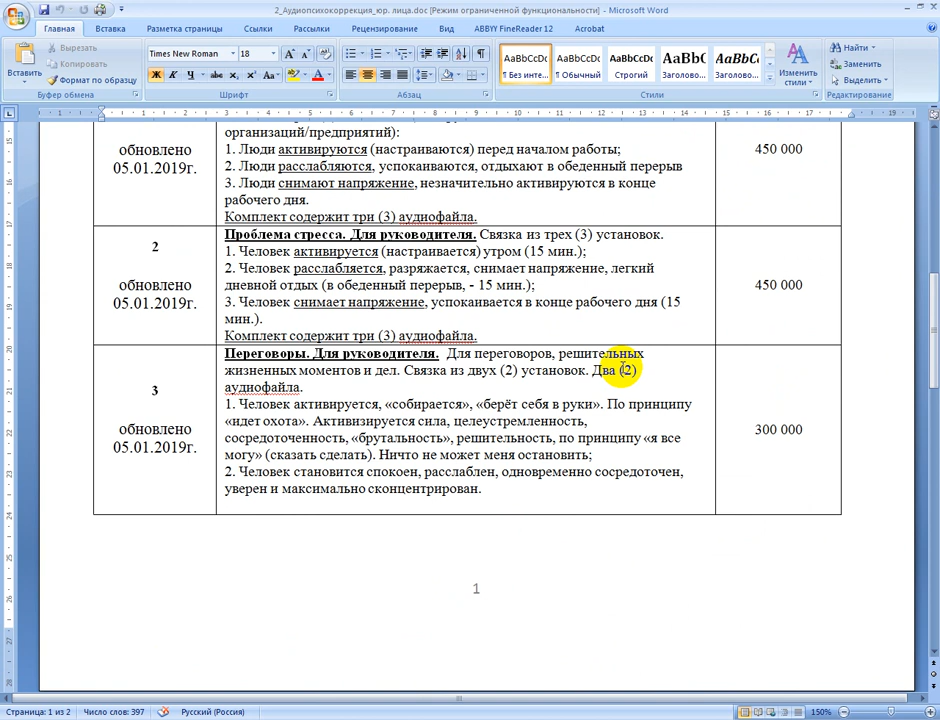 2_Аудиопсихокоррекция_юр. лица.doc [Режим ограниченной функциональности] - Microsoft Word
Главная Вставка Разметка страницы Ссылки Рассылки Рецензирование Вид ABBYY FineReader 12 Acrobat
Вставить
Вырезать
Копировать
Формат по образцу
Буфер обмена
Times New Roman 18
Шрифт
Абзац
AaBbCcDc AaBbCcDc AaBbCcDc AaBbC AaBbCc
¶ Без инте... ¶ Обычный Строгий Заголово... Заголово...
Изменить стили
Стили
Найти
Заменить
Выделить
Редактирование
организаций/предприятий):
обновлено
05.01.2019г.
1. Люди активируются (настраиваются) перед началом работы;
2. Люди расслабляются, успокаиваются, отдыхают в обеденный перерыв
3. Люди снимают напряжение, незначительно активируются в конце
рабочего дня.
Комплект содержит три (3) аудиофайла.
450 000
2
обновлено
05.01.2019г.
Проблема стресса. Для руководителя. Связка из трех (3) установок.
1. Человек активируется (настраивается) утром (15 мин.);
2. Человек расслабляется, разряжается, снимает напряжение, легкий
дневной отдых (в обеденный перерыв, - 15 мин.);
3. Человек снимает напряжение, успокаивается в конце рабочего дня (15
мин.).
Комплект содержит три (3) аудиофайла.
450 000
3
обновлено
05.01.2019г.
Переговоры. Для руководителя. Для переговоров, решительных
жизненных моментов и дел. Связка из двух (2) установок. Два (2)
аудиофайла.
1. Человек активируется, «собирается», «берёт себя в руки». По принципу
«идет охота». Активизируется сила, целеустремленность,
сосредоточенность, «брутальность», решительность, по принципу «я все
могу» (сказать сделать). Ничто не может меня остановить;
2. Человек становится спокоен, расслаблен, одновременно сосредоточен,
уверен и максимально сконцентрирован.
300 000
1
Страница: 1 из 2 Число слов: 397 Русский (Россия) 150%